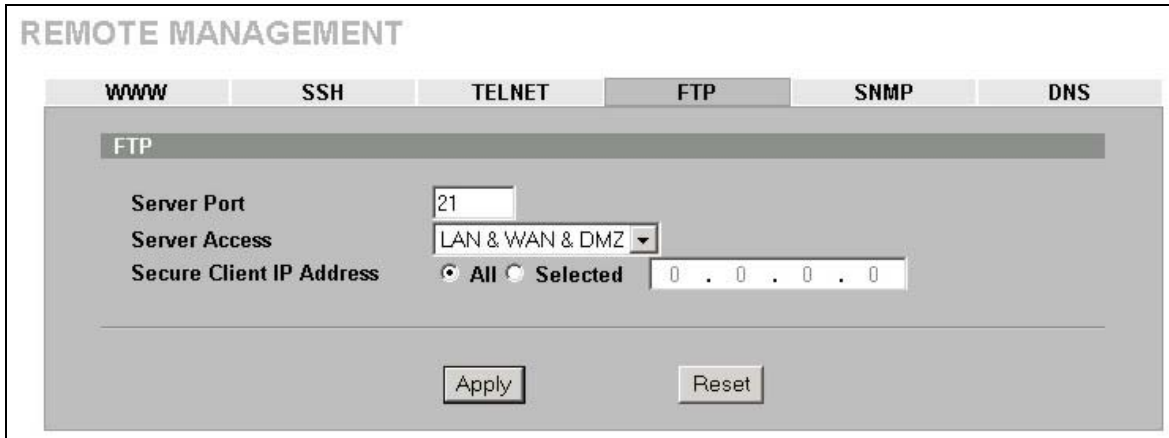 REMOTE MANAGEMENT
WWW SSH TELNET FTP SNMP DNS
FTP
Server Port 21
Server Access LAN & WAN & DMZ
Secure Client IP Address All Selected 0 . 0 . 0 . 0
Apply Reset